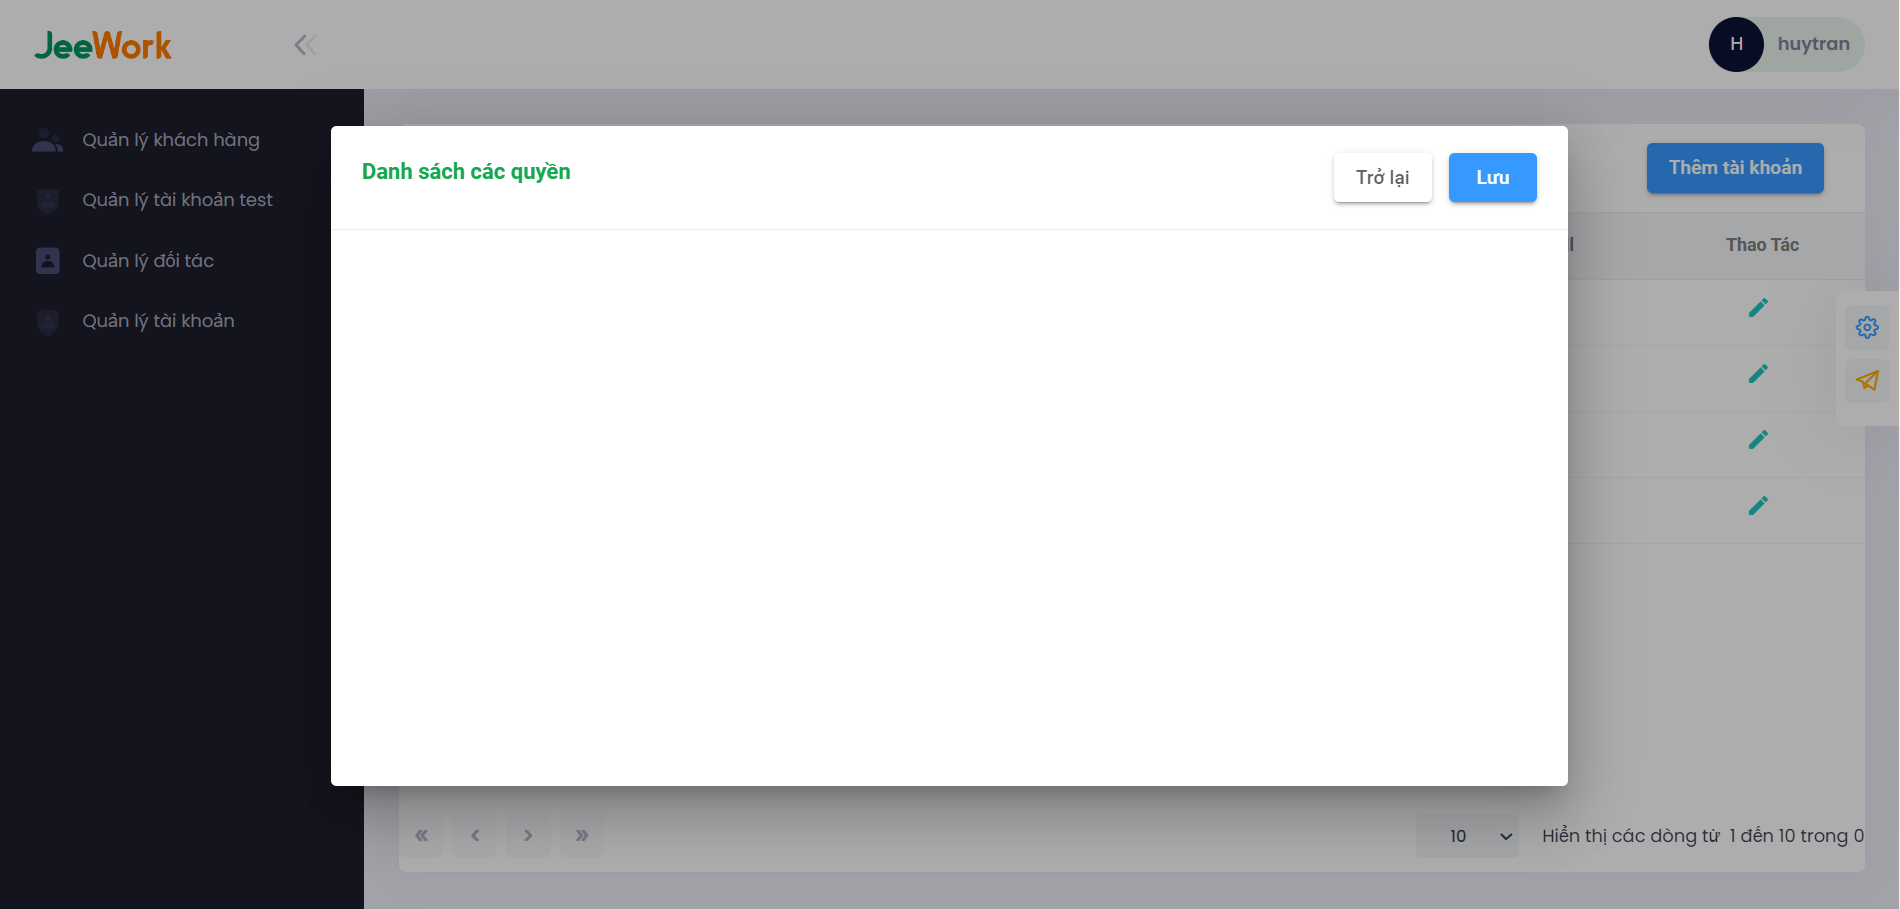 JeeWork
H
huytran
Quản lý khách hàng
Quản lý tài khoản test
Quản lý đối tác
Quản lý tài khoản
Danh sách các quyền
Trở lại
Lưu
Thêm tài khoản
Thao Tác
10
Hiển thị các dòng từ 1 đến 10 trong 0